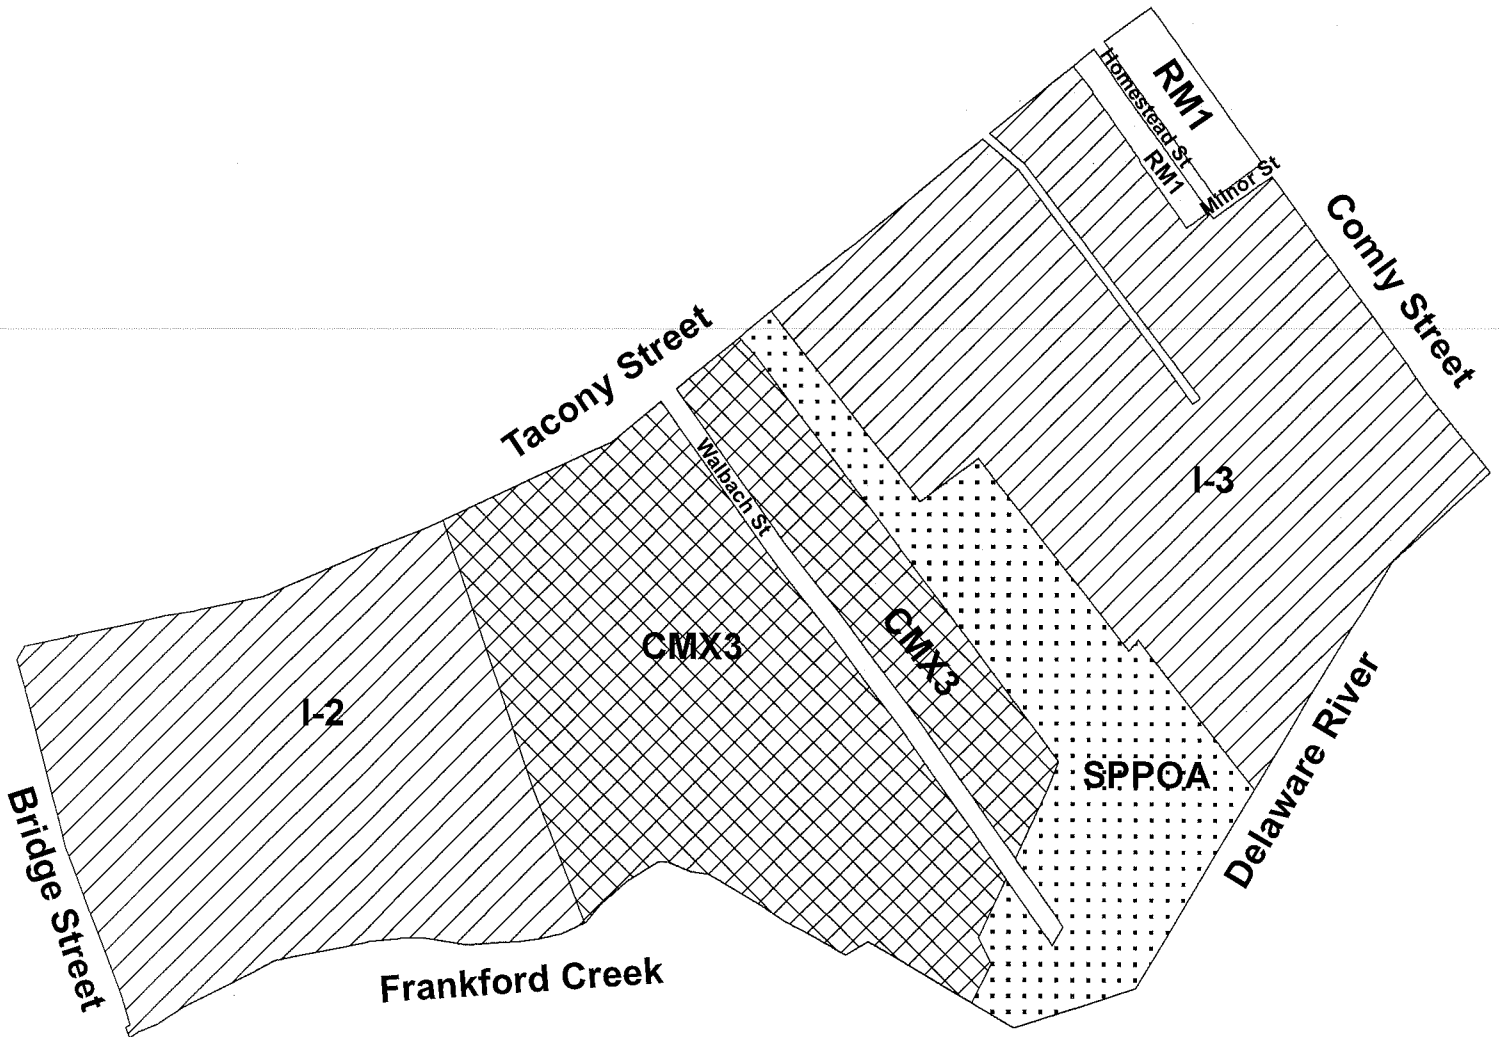 RM1
Homestead St
RM1
Milnor St
Comly Street
Tacony Street
Walbach St
I-3
CMX3
CMX3
I-2
SPPOA
Bridge Street
Delaware River
Frankford Creek